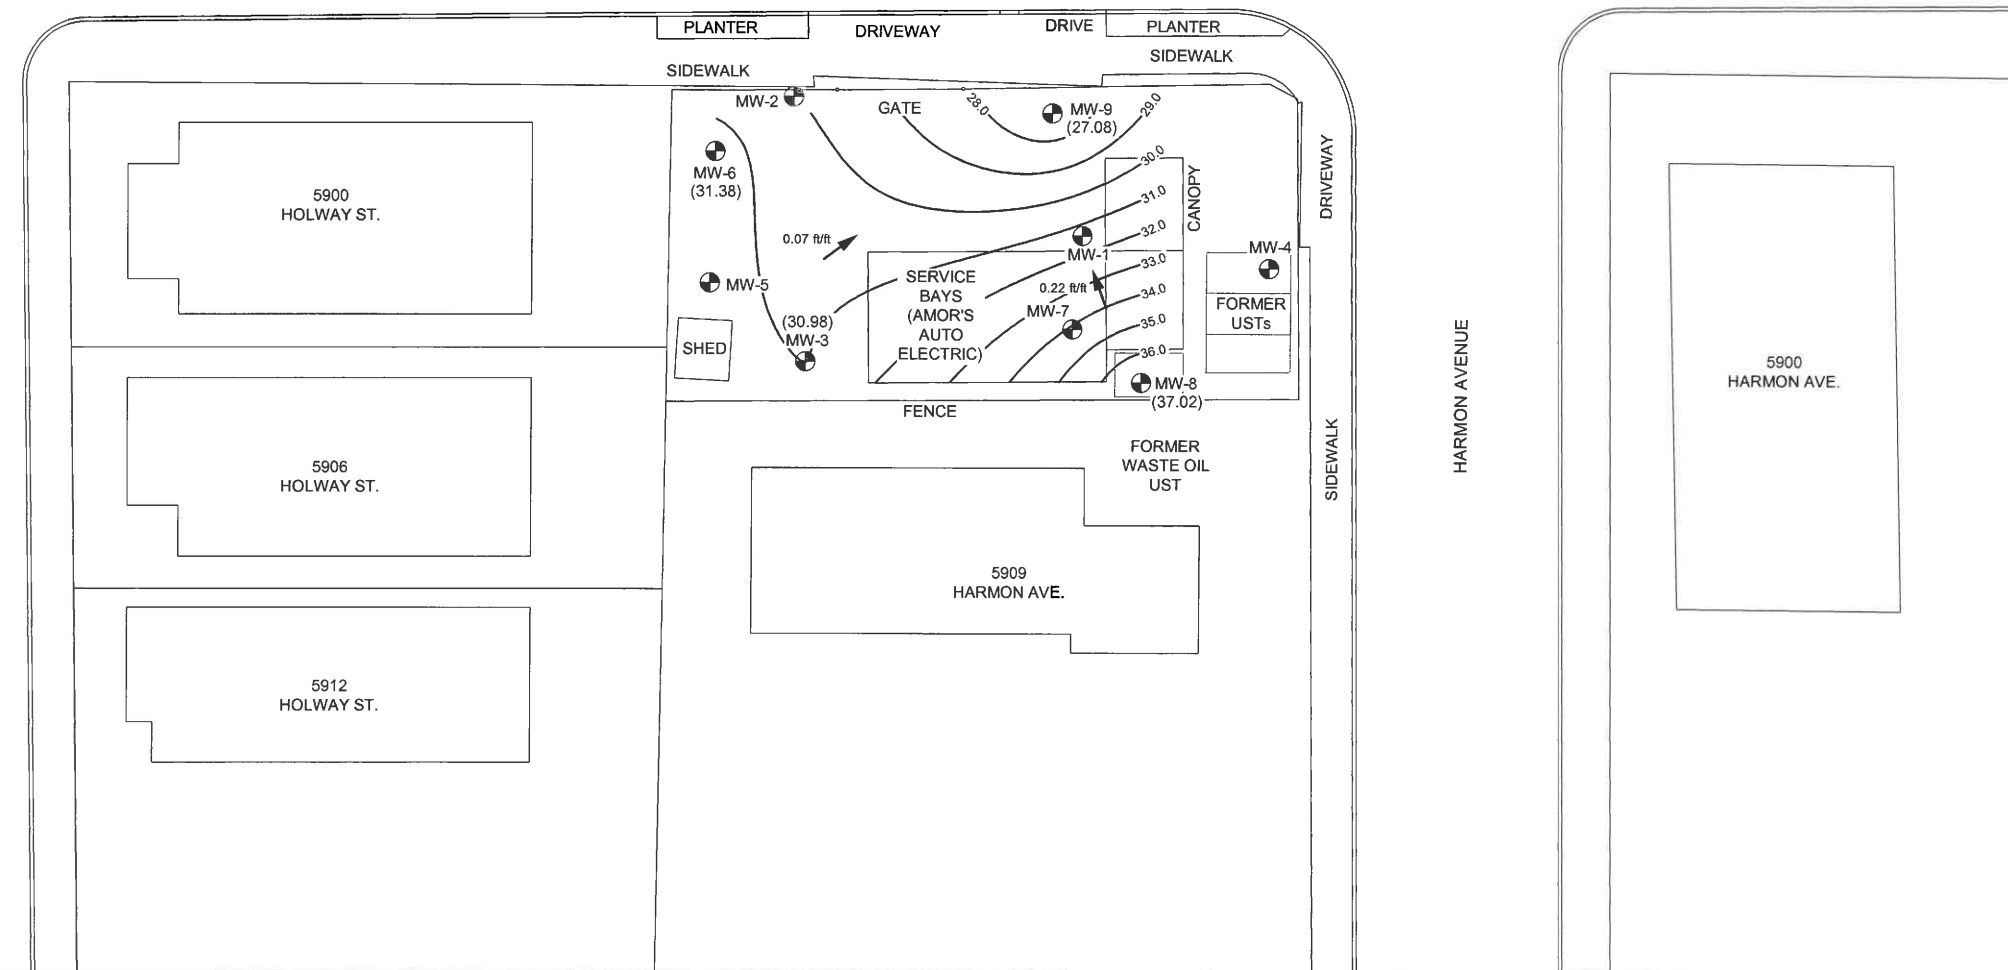 PLANTER
DRIVEWAY
DRIVE
PLANTER
SIDEWALK
SIDEWALK
MW-2
GATE
28.0
MW-9
(27.08)
29.0
MW-6
(31.38)
30.0
31.0
32.0
33.0
34.0
35.0
36.0
CANOPY
DRIVEWAY
5900
HOLWAY ST.
0.07 ft/ft
MW-1
MW-4
MW-5
SERVICE
BAYS
(AMOR'S
AUTO
ELECTRIC)
0.22 ft/ft
MW-7
FORMER
USTs
(30.98)
MW-3
SHED
MW-8
(37.02)
FENCE
HARMON AVENUE
5900
HARMON AVE.
FORMER
WASTE OIL
UST
SIDEWALK
5906
HOLWAY ST.
5909
HARMON AVE.
5912
HOLWAY ST.